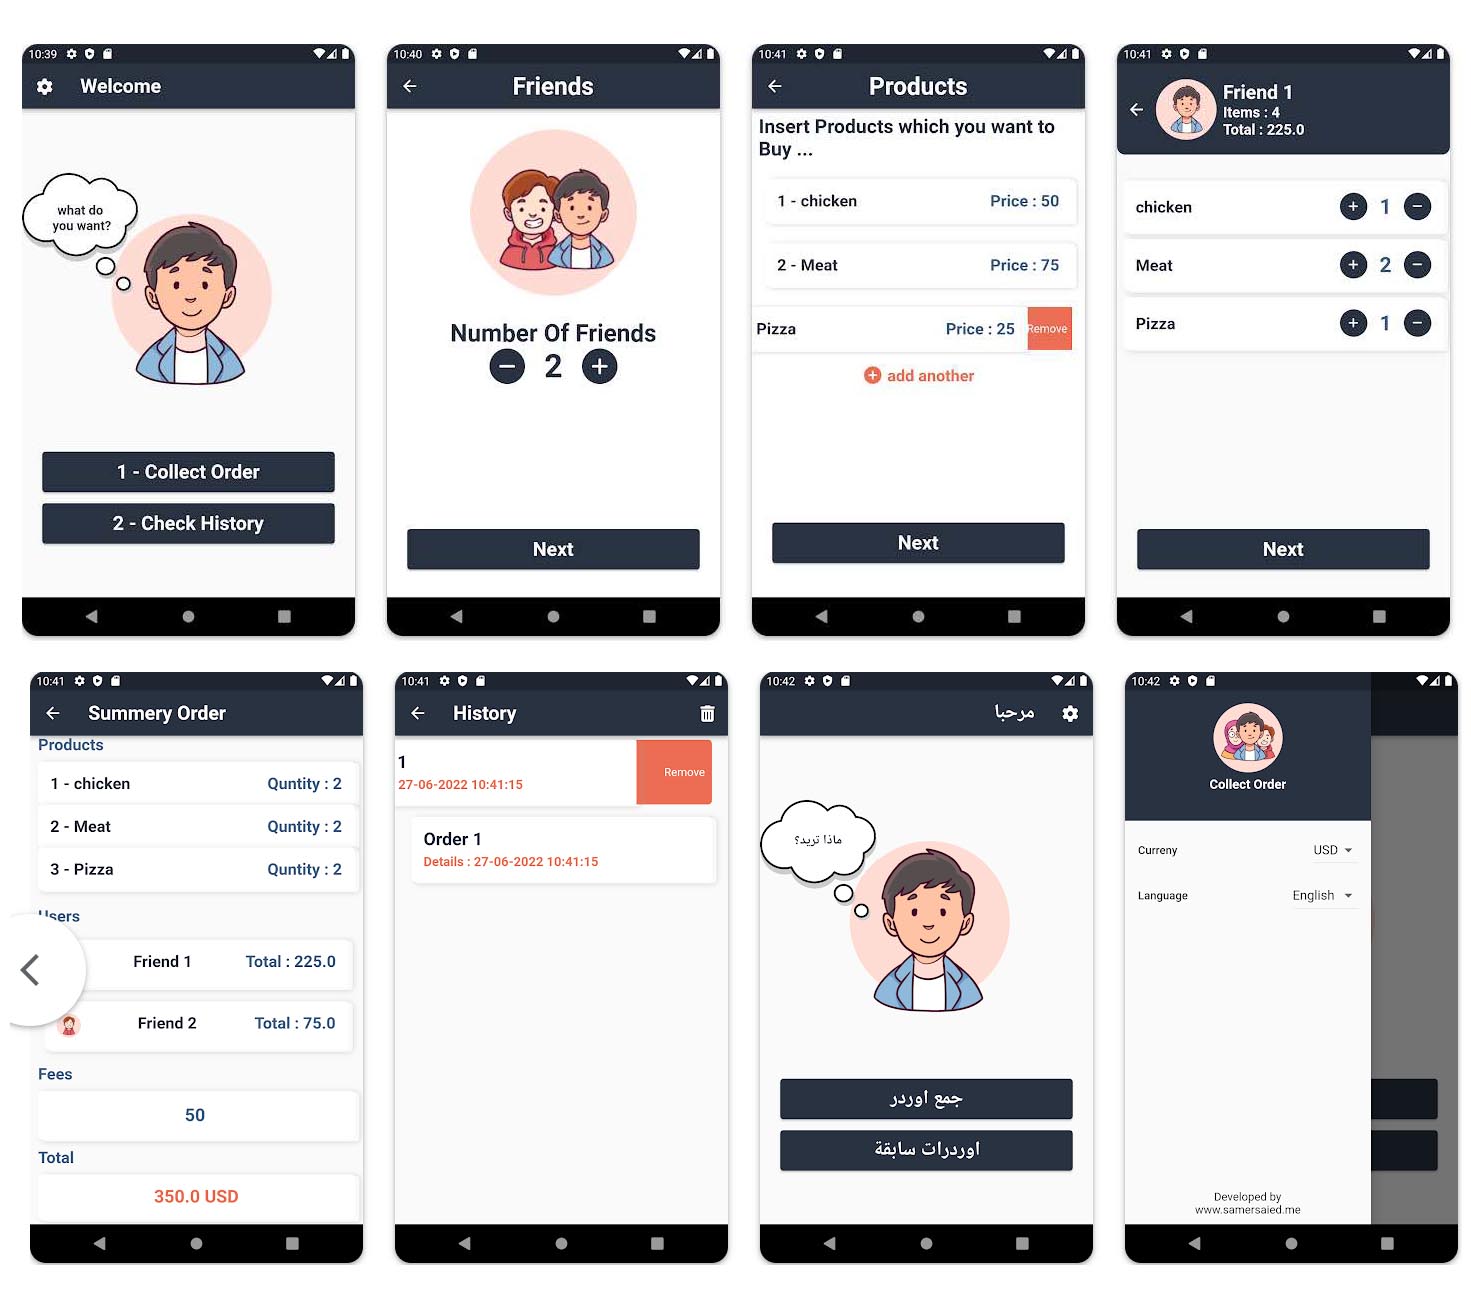 10:39
Welcome
what do
you want?
1 - Collect Order
2 - Check History
10:40
Friends
Number Of Friends
2
Next
10:41
Products
Insert Products which you want to
Buy ...
1 - chicken Price : 50
2 - Meat Price : 75
Pizza Price : 25 Remove
add another
Next
10:41
Friend 1
Items : 4
Total : 225.0
chicken + 1 −
Meat + 2 −
Pizza + 1 −
Next
10:41
Summery Order
Products
1 - chicken Quntity : 2
2 - Meat Quntity : 2
3 - Pizza Quntity : 2
Users
Friend 1 Total : 225.0
Friend 2 Total : 75.0
Fees
50
Total
350.0 USD
10:41
History
1
27-06-2022 10:41:15
Remove
Order 1
Details : 27-06-2022 10:41:15
10:42
مرحبا
ماذا تريد؟
جمع اوردر
اوردرات سابقة
10:42
Collect Order
Curreny USD
Language English
Developed by
www.samersaied.me